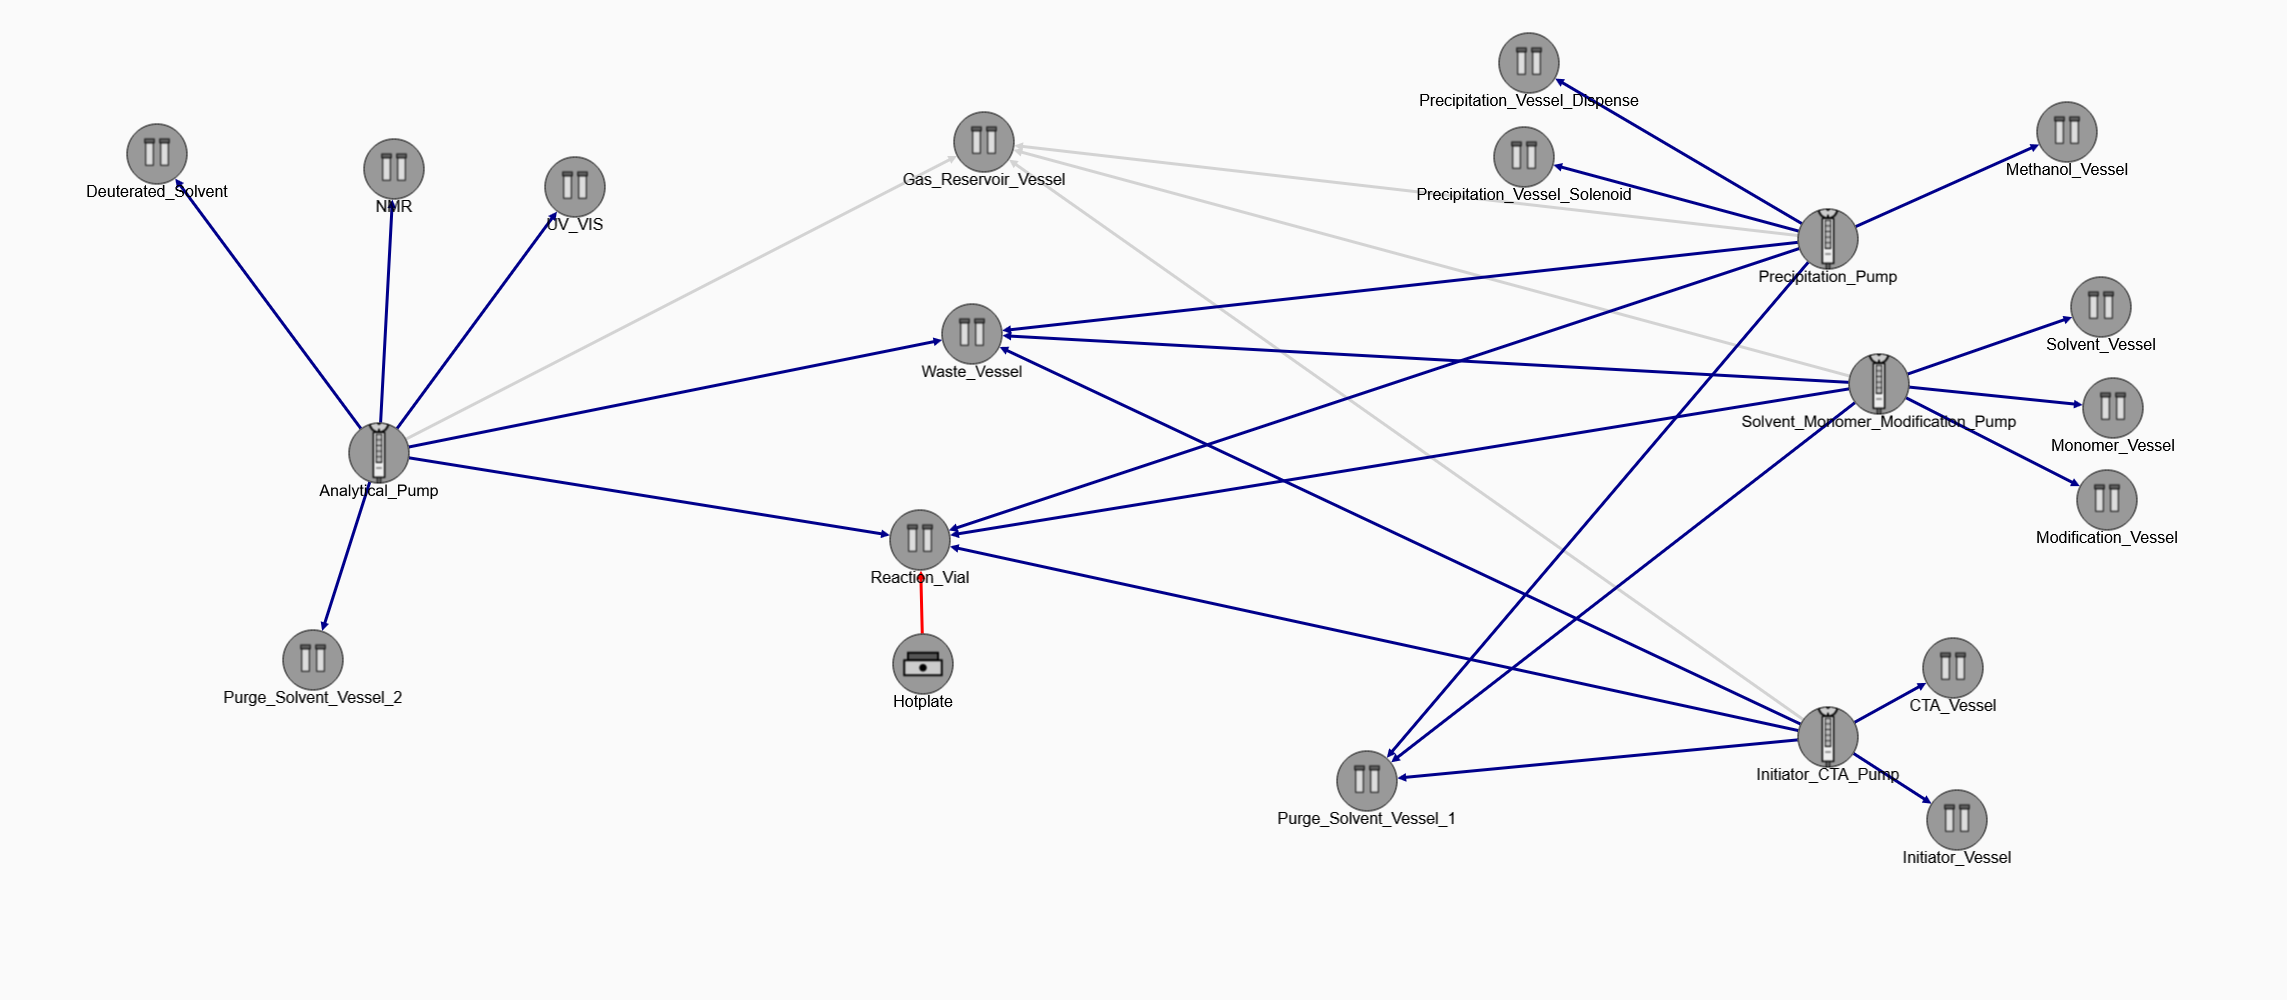 Precipitation_Vessel_Dispense
Deuterated_Solvent
NMR
UV_VIS
Gas_Reservoir_Vessel
Precipitation_Vessel_Solenoid
Methanol_Vessel
Precipitation_Pump
Waste_Vessel
Solvent_Vessel
Solvent_Monomer_Modification_Pump
Monomer_Vessel
Analytical_Pump
Modification_Vessel
Reaction_Vial
Purge_Solvent_Vessel_2
Hotplate
CTA_Vessel
Initiator_CTA_Pump
Purge_Solvent_Vessel_1
Initiator_Vessel